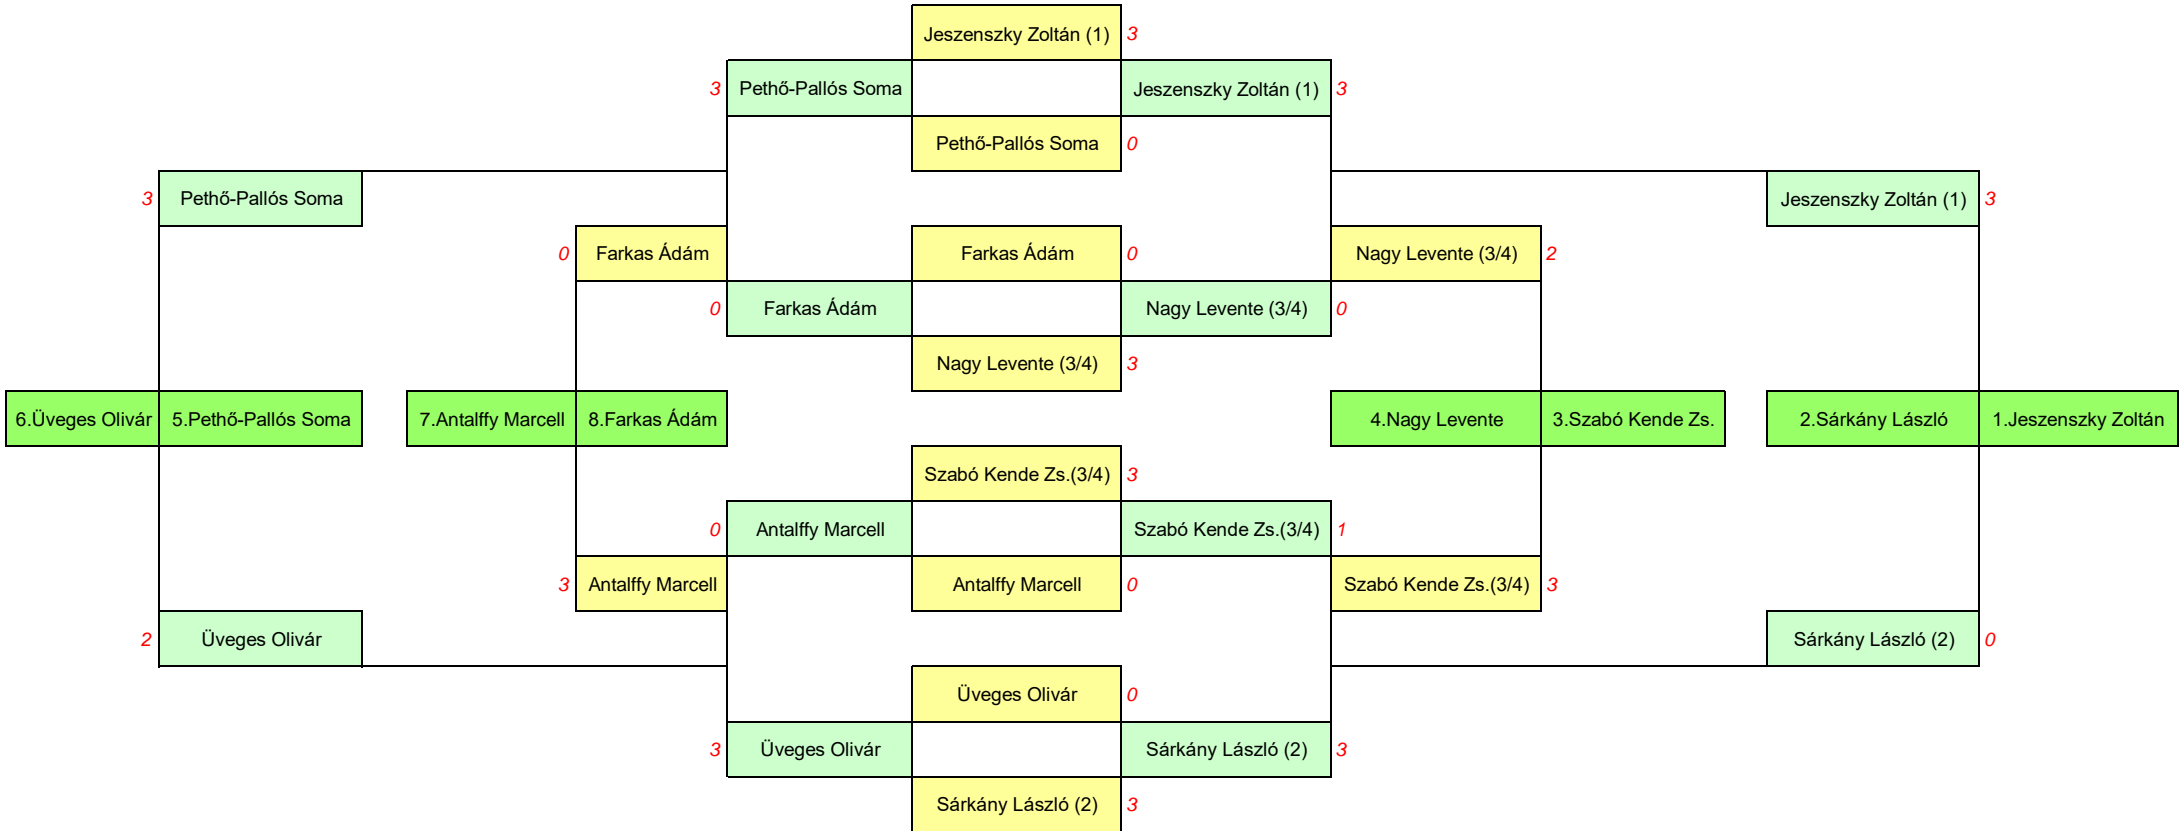 Jeszenszky Zoltán (1) 3
3 Pethő-Pallós Soma Jeszenszky Zoltán (1) 3
Pethő-Pallós Soma 0
3 Pethő-Pallós Soma Jeszenszky Zoltán (1) 3
0 Farkas Ádám Farkas Ádám 0 Nagy Levente (3/4) 2
0 Farkas Ádám Nagy Levente (3/4) 0
Nagy Levente (3/4) 3
6.Üveges Olivár 5.Pethő-Pallós Soma 7.Antalffy Marcell 8.Farkas Ádám 4.Nagy Levente 3.Szabó Kende Zs. 2.Sárkány László 1.Jeszenszky Zoltán
Szabó Kende Zs.(3/4) 3
0 Antalffy Marcell Szabó Kende Zs.(3/4) 1
3 Antalffy Marcell Antalffy Marcell 0 Szabó Kende Zs.(3/4) 3
2 Üveges Olivár Sárkány László (2) 0
Üveges Olivár 0
3 Üveges Olivár Sárkány László (2) 3
Sárkány László (2) 3